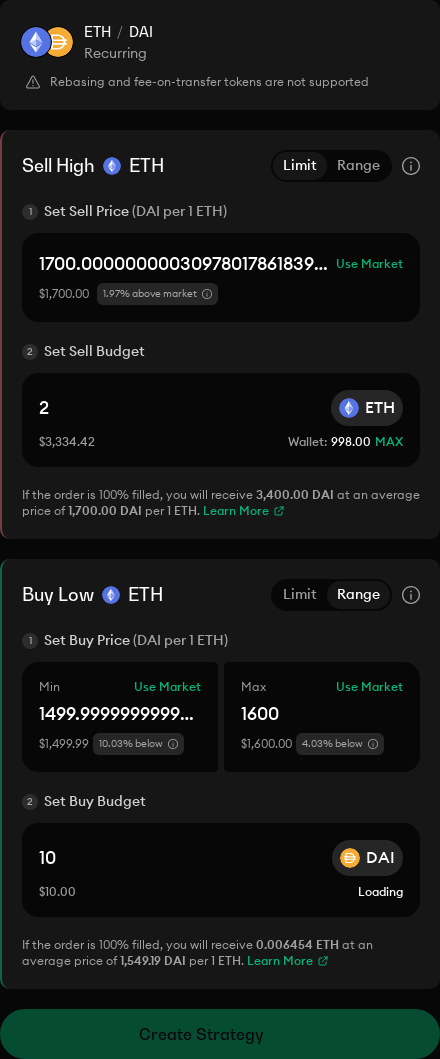 ETH / DAI
Recurring
Rebasing and fee-on-transfer tokens are not supported
Sell High ETH Limit Range
1 Set Sell Price (DAI per 1 ETH)
1700.00000000030978017861839... Use Market
$1,700.00 1.97% above market
2 Set Sell Budget
2 ETH
$3,334.42 Wallet: 998.00 MAX
If the order is 100% filled, you will receive 3,400.00 DAI at an average
price of 1,700.00 DAI per 1 ETH. Learn More
Buy Low ETH Limit Range
1 Set Buy Price (DAI per 1 ETH)
Min Use Market Max Use Market
1499.9999999999... 1600
$1,499.99 10.03% below $1,600.00 4.03% below
2 Set Buy Budget
10 DAI
$10.00 Loading
If the order is 100% filled, you will receive 0.006454 ETH at an
average price of 1,549.19 DAI per 1 ETH. Learn More
Create Strategy